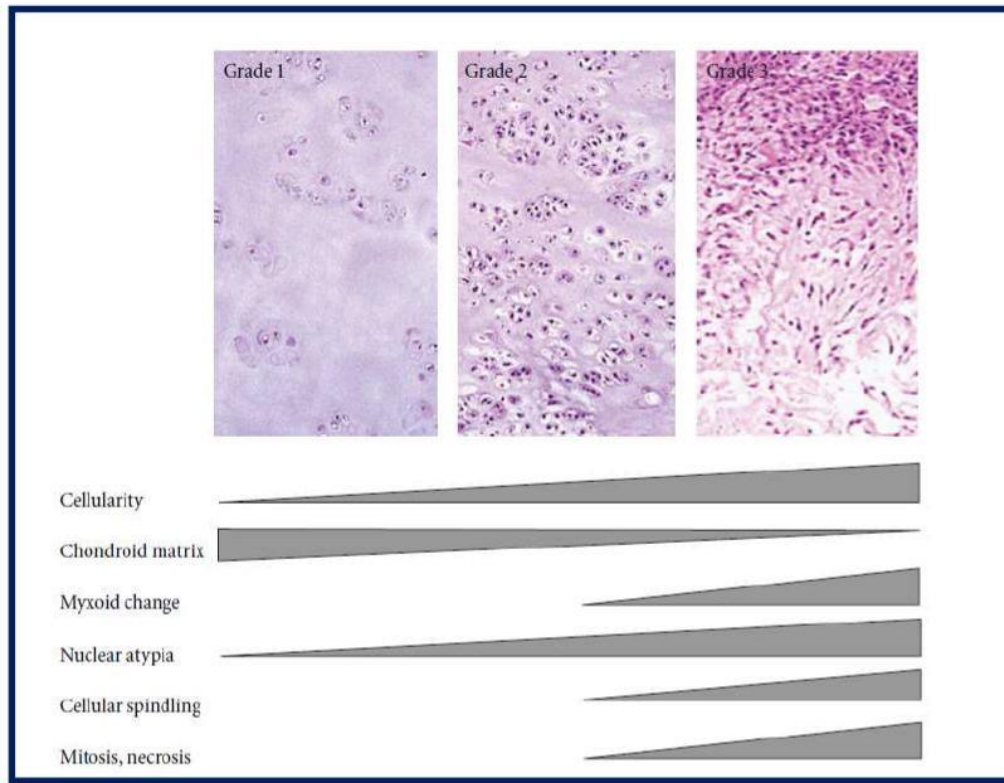 Grade 1
Grade 2
Grade 3
Cellularity
Chondroid matrix
Myxoid change
Nuclear atypia
Cellular spindling
Mitosis, necrosis